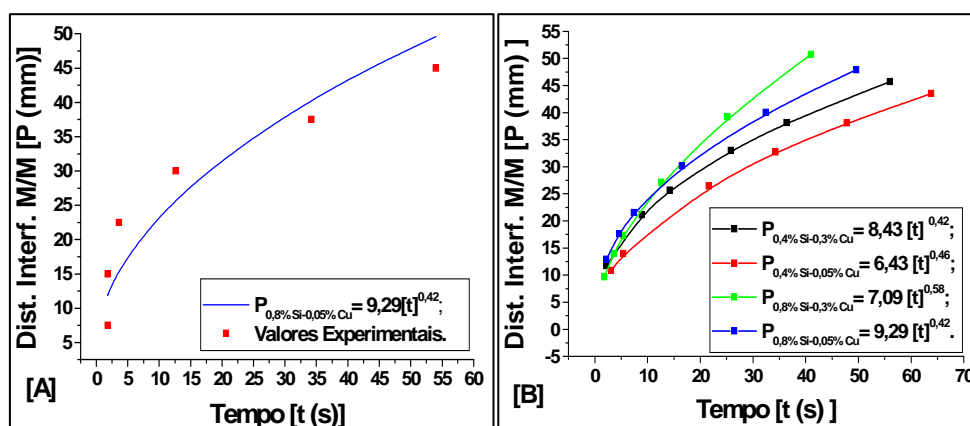 Dist. Interf. M/M [P (mm)]
50
45
40
35
30
25
20
15
10
5
0 5 10 15 20 25 30 35 40 45 50 55 60
Tempo [t (s)]
P 0,8%Si-0,05%Cu = 9,29[t]^0,42;
Valores Experimentais.
[A]
Dist. Interf. M/M [P (mm) ]
55
50
45
40
35
30
25
20
15
10
5
0
-5
0 10 20 30 40 50 60 70
Tempo [t (s) ]
P 0,4%Si-0,3%Cu = 8,43 [t]^0,42;
P 0,4%Si-0,05%Cu = 6,43 [t]^0,46;
P 0,8%Si-0,3%Cu = 7,09 [t]^0,58;
P 0,8%Si-0,05%Cu = 9,29 [t]^0,42.
[B]